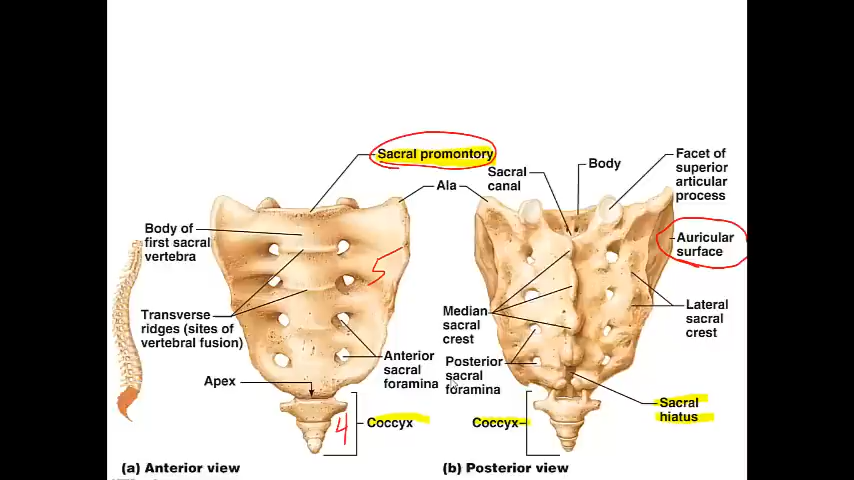 Sacral promontory
Sacral
canal
Body
Facet of
superior
articular
process
Ala
Body of
first sacral
vertebra
5
Auricular
surface
Transverse
ridges (sites of
vertebral fusion)
Median
sacral
crest
Lateral
sacral
crest
Anterior
sacral
foramina
Posterior
sacral
foramina
Apex
4
Coccyx
Coccyx
Sacral
hiatus
(a) Anterior view
(b) Posterior view